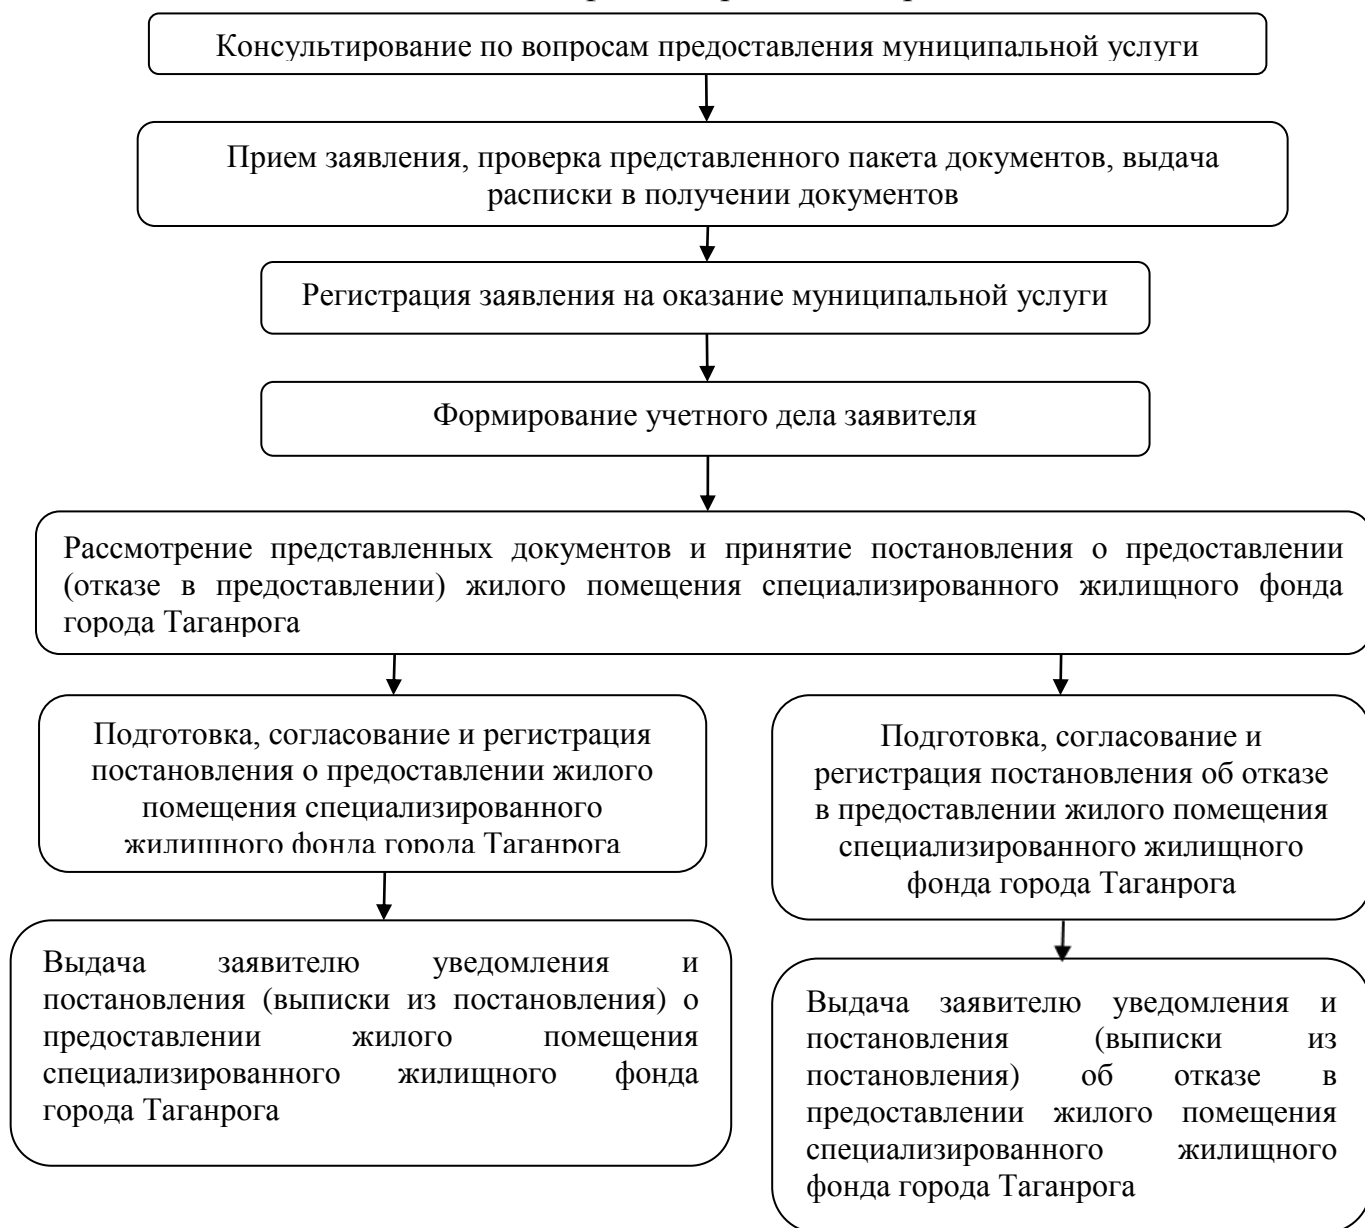 Консультирование по вопросам предоставления муниципальной услуги
Прием заявления, проверка представленного пакета документов, выдача
расписки в получении документов
Регистрация заявления на оказание муниципальной услуги
Формирование учетного дела заявителя
Рассмотрение представленных документов и принятие постановления о предоставлении
(отказе в предоставлении) жилого помещения специализированного жилищного фонда
города Таганрога
Подготовка, согласование и регистрация
постановления о предоставлении жилого
помещения специализированного
жилищного фонда города Таганрога
Подготовка, согласование и
регистрация постановления об отказе
в предоставлении жилого помещения
специализированного жилищного
фонда города Таганрога
Выдача заявителю уведомления и
постановления (выписки из постановления) о
предоставлении жилого помещения
специализированного жилищного фонда
города Таганрога
Выдача заявителю уведомления и
постановления (выписки из
постановления) об отказе в
предоставлении жилого помещения
специализированного жилищного
фонда города Таганрога